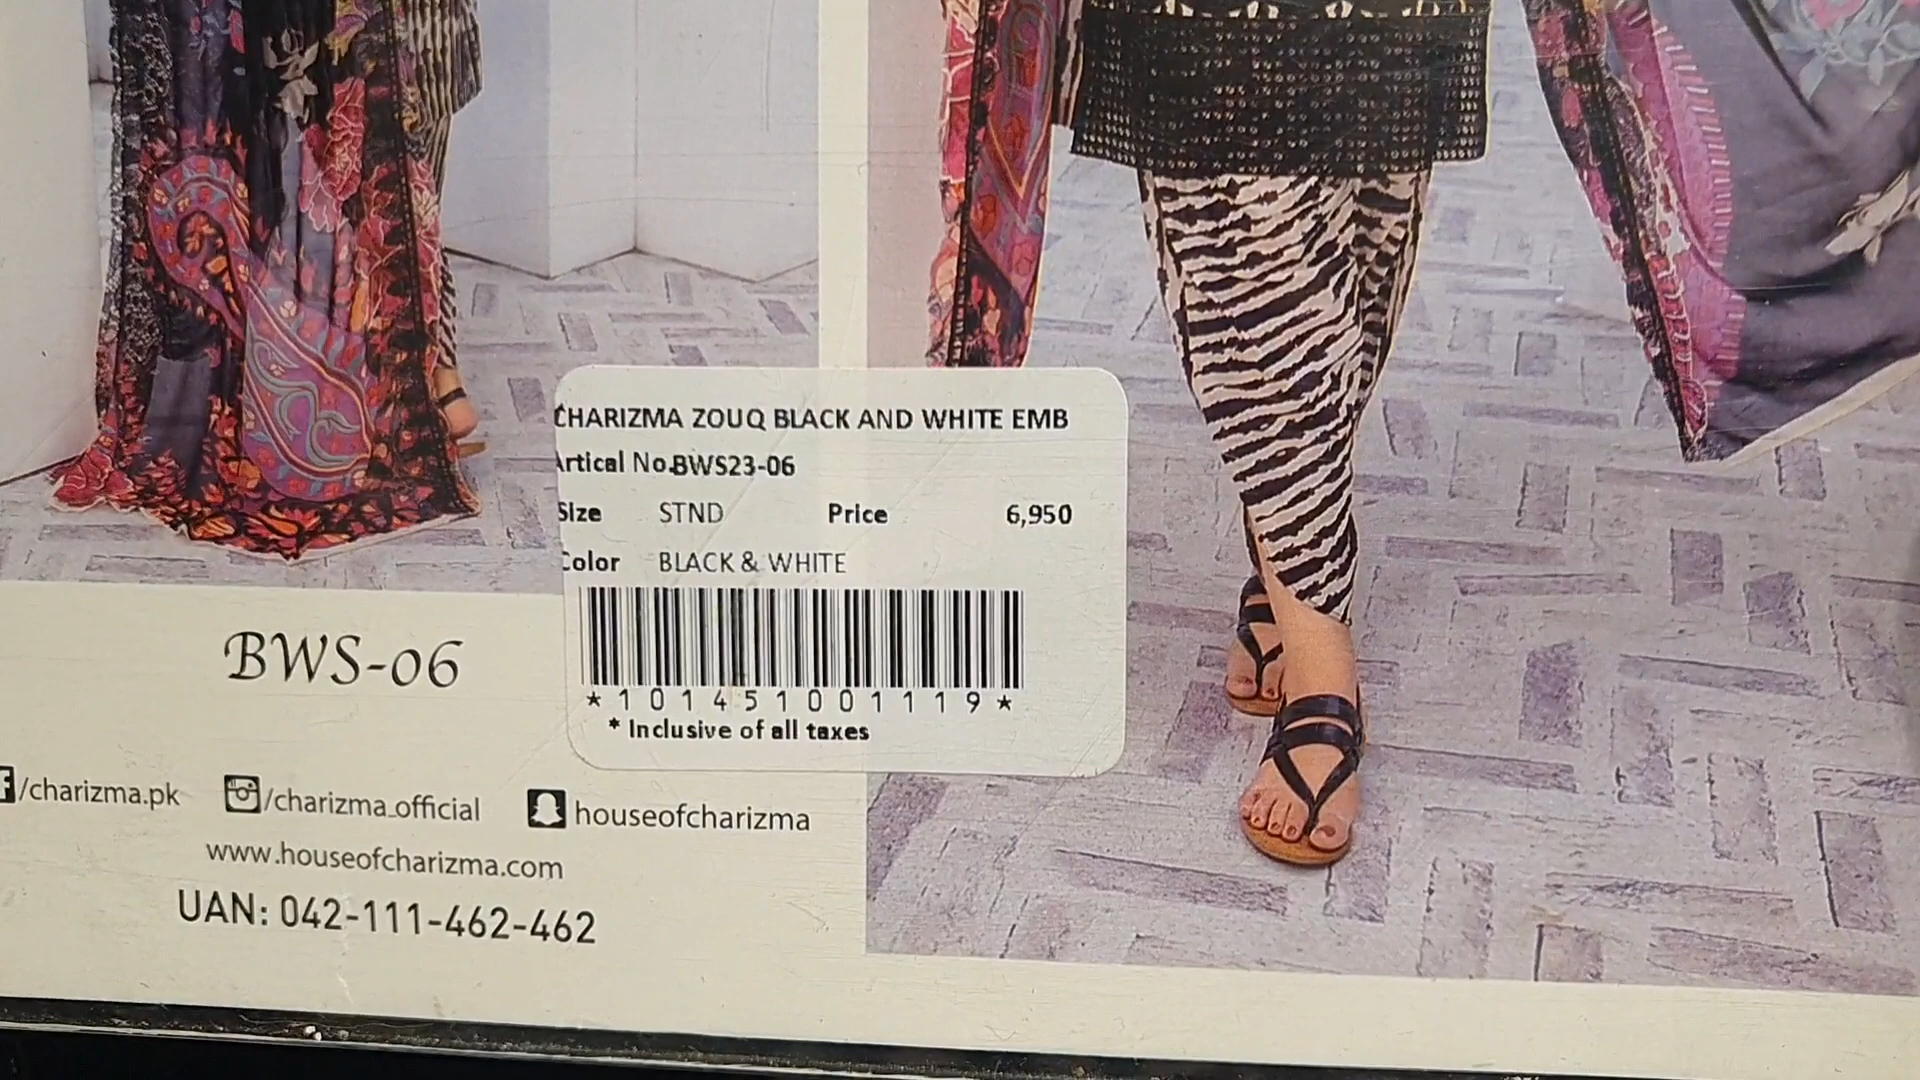 CHARIZMA ZOUQ BLACK AND WHITE EMB
Artical No.BWS23-06
Size STND Price 6,950
Color BLACK & WHITE
*101451001119*
* Inclusive of all taxes
BWS-06
f/charizma.pk /charizma_official houseofcharizma
www.houseofcharizma.com
UAN: 042-111-462-462